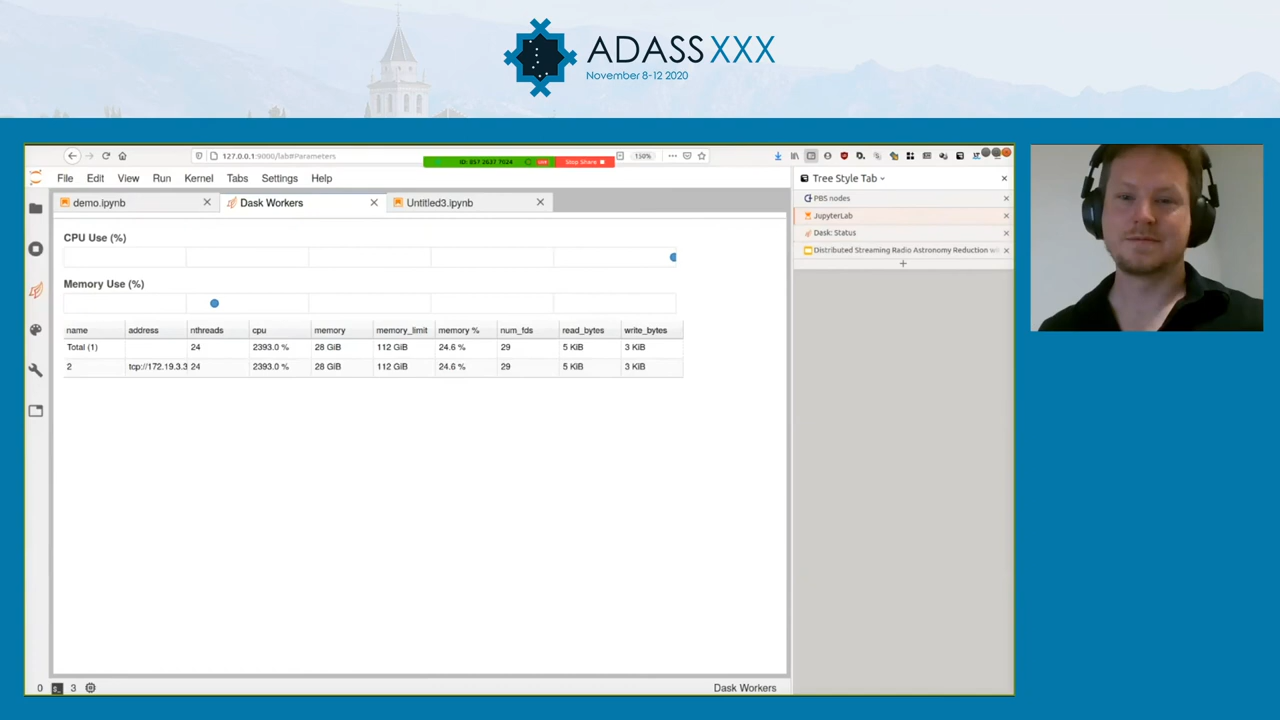 ADASS XXX
November 8-12 2020
127.0.0.1:9000/lab#Parameters
ID: 857 2637 7024
LIVE
Stop Share
150%
Tree Style Tab
File Edit View Run Kernel Tabs Settings Help
demo.ipynb
Dask Workers
Untitled3.ipynb
PBS nodes
JupyterLab
Dask: Status
Distributed Streaming Radio Astronomy Reduction w
CPU Use (%)
Memory Use (%)
name address nthreads cpu memory memory_limit memory % num_fds read_bytes write_bytes
Total (1) 24 2393.0 % 28 GiB 112 GiB 24.6 % 29 5 KiB 3 KiB
2 tcp://172.19.3.3 24 2393.0 % 28 GiB 112 GiB 24.6 % 29 5 KiB 3 KiB
0 3
Dask Workers